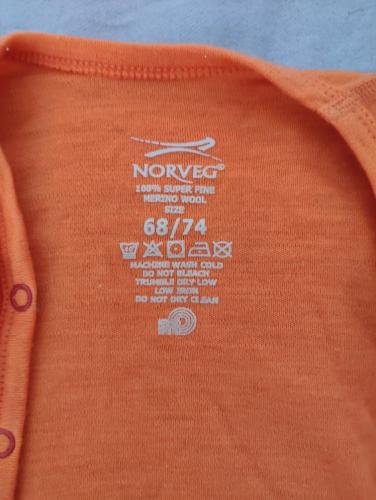 NORVEG®
100% SUPER FINE
MERINO WOOL
SIZE
68/74
MACHINE WASH COLD
DO NOT BLEACH
TRUMBLE DRY LOW
LOW IRON
DO NOT DRY CLEAN